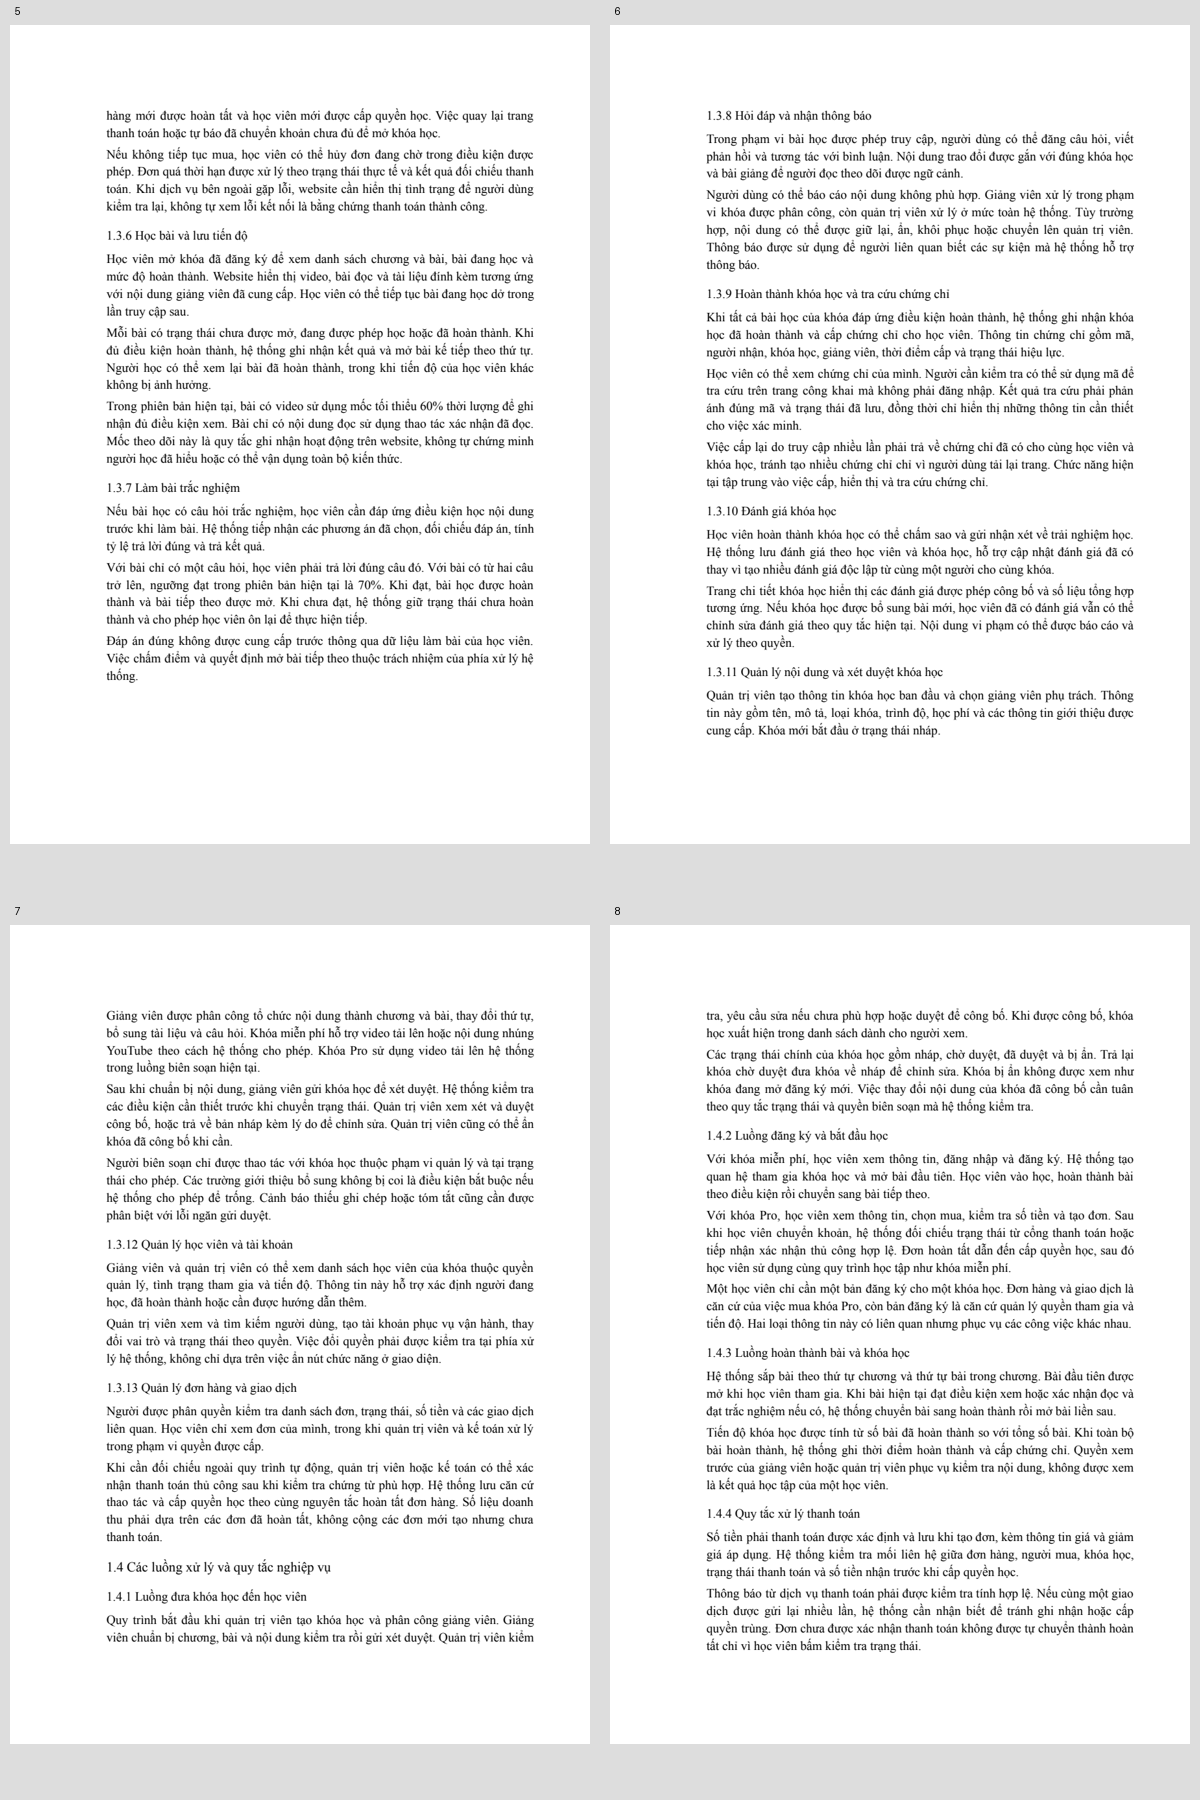 5
hàng mới được hoàn tất và học viên mới được cấp quyền học. Việc quay lại trang
thanh toán hoặc tự báo đã chuyển khoản chưa đủ để mở khóa học.
Nếu không tiếp tục mua, học viên có thể hủy đơn đang chờ trong điều kiện được
phép. Đơn quá thời hạn được xử lý theo trạng thái thực tế và kết quả đối chiếu thanh
toán. Khi dịch vụ bên ngoài gặp lỗi, website cần hiển thị tình trạng để người dùng
kiểm tra lại, không tự xem lỗi kết nối là bằng chứng thanh toán thành công.
1.3.6 Học bài và lưu tiến độ
Học viên mở khóa đã đăng ký để xem danh sách chương và bài, bài đang học và
mức độ hoàn thành. Website hiển thị video, bài đọc và tài liệu đính kèm tương ứng
với nội dung giảng viên đã cung cấp. Học viên có thể tiếp tục bài đang học dở trong
lần truy cập sau.
Mỗi bài có trạng thái chưa được mở, đang được phép học hoặc đã hoàn thành. Khi
đủ điều kiện hoàn thành, hệ thống ghi nhận kết quả và mở bài kế tiếp theo thứ tự.
Người học có thể xem lại bài đã hoàn thành, trong khi tiến độ của học viên khác
không bị ảnh hưởng.
Trong phiên bản hiện tại, bài có video sử dụng mốc tối thiểu 60% thời lượng để ghi
nhận đủ điều kiện xem. Bài chỉ có nội dung đọc sử dụng thao tác xác nhận đã đọc.
Mốc theo dõi này là quy tắc ghi nhận hoạt động trên website, không tự chứng minh
người học đã hiểu hoặc có thể vận dụng toàn bộ kiến thức.
1.3.7 Làm bài trắc nghiệm
Nếu bài học có câu hỏi trắc nghiệm, học viên cần đáp ứng điều kiện học nội dung
trước khi làm bài. Hệ thống tiếp nhận các phương án đã chọn, đối chiếu đáp án, tính
tỷ lệ trả lời đúng và trả kết quả.
Với bài chỉ có một câu hỏi, học viên phải trả lời đúng câu đó. Với bài có từ hai câu
trở lên, ngưỡng đạt trong phiên bản hiện tại là 70%. Khi đạt, bài học được hoàn
thành và bài tiếp theo được mở. Khi chưa đạt, hệ thống giữ trạng thái chưa hoàn
thành và cho phép học viên ôn lại để thực hiện tiếp.
Đáp án đúng không được cung cấp trước thông qua dữ liệu làm bài của học viên.
Việc chấm điểm và quyết định mở bài tiếp theo thuộc trách nhiệm của phía xử lý hệ
thống.
6
1.3.8 Hỏi đáp và nhận thông báo
Trong phạm vi bài học được phép truy cập, người dùng có thể đăng câu hỏi, viết
phản hồi và tương tác với bình luận. Nội dung trao đổi được gắn với đúng khóa học
và bài giảng để người đọc theo dõi được ngữ cảnh.
Người dùng có thể báo cáo nội dung không phù hợp. Giảng viên xử lý trong phạm
vi khóa được phân công, còn quản trị viên xử lý ở mức toàn hệ thống. Tùy trường
hợp, nội dung có thể được giữ lại, ẩn, khôi phục hoặc chuyển lên quản trị viên.
Thông báo được sử dụng để người liên quan biết các sự kiện mà hệ thống hỗ trợ
thông báo.
1.3.9 Hoàn thành khóa học và tra cứu chứng chỉ
Khi tất cả bài học của khóa đáp ứng điều kiện hoàn thành, hệ thống ghi nhận khóa
học đã hoàn thành và cấp chứng chỉ cho học viên. Thông tin chứng chỉ gồm mã,
người nhận, khóa học, giảng viên, thời điểm cấp và trạng thái hiệu lực.
Học viên có thể xem chứng chỉ của mình. Người cần kiểm tra có thể sử dụng mã để
tra cứu trên trang công khai mà không phải đăng nhập. Kết quả tra cứu phải phản
ánh đúng mã và trạng thái đã lưu, đồng thời chỉ hiển thị những thông tin cần thiết
cho việc xác minh.
Việc cấp lại do truy cập nhiều lần phải trả về chứng chỉ đã có cho cùng học viên và
khóa học, tránh tạo nhiều chứng chỉ chỉ vì người dùng tải lại trang. Chức năng hiện
tại tập trung vào việc cấp, hiển thị và tra cứu chứng chỉ.
1.3.10 Đánh giá khóa học
Học viên hoàn thành khóa học có thể chấm sao và gửi nhận xét về trải nghiệm học.
Hệ thống lưu đánh giá theo học viên và khóa học, hỗ trợ cập nhật đánh giá đã có
thay vì tạo nhiều đánh giá độc lập từ cùng một người cho cùng khóa.
Trang chi tiết khóa học hiển thị các đánh giá được phép công bố và số liệu tổng hợp
tương ứng. Nếu khóa học được bổ sung bài mới, học viên đã có đánh giá vẫn có thể
chỉnh sửa đánh giá theo quy tắc hiện tại. Nội dung vi phạm có thể được báo cáo và
xử lý theo quyền.
1.3.11 Quản lý nội dung và xét duyệt khóa học
Quản trị viên tạo thông tin khóa học ban đầu và chọn giảng viên phụ trách. Thông
tin này gồm tên, mô tả, loại khóa, trình độ, học phí và các thông tin giới thiệu được
cung cấp. Khóa mới bắt đầu ở trạng thái nháp.
7
Giảng viên được phân công tổ chức nội dung thành chương và bài, thay đổi thứ tự,
bổ sung tài liệu và câu hỏi. Khóa miễn phí hỗ trợ video tải lên hoặc nội dung nhúng
YouTube theo cách hệ thống cho phép. Khóa Pro sử dụng video tải lên hệ thống
trong luồng biên soạn hiện tại.
Sau khi chuẩn bị nội dung, giảng viên gửi khóa học để xét duyệt. Hệ thống kiểm tra
các điều kiện cần thiết trước khi chuyển trạng thái. Quản trị viên xem xét và duyệt
công bố, hoặc trả về bản nháp kèm lý do để chỉnh sửa. Quản trị viên cũng có thể ẩn
khóa đã công bố khi cần.
Người biên soạn chỉ được thao tác với khóa học thuộc phạm vi quản lý và tại trạng
thái cho phép. Các trường giới thiệu bổ sung không bị coi là điều kiện bắt buộc nếu
hệ thống cho phép để trống. Cảnh báo thiếu ghi chép hoặc tóm tắt cũng cần được
phân biệt với lỗi ngăn gửi duyệt.
1.3.12 Quản lý học viên và tài khoản
Giảng viên và quản trị viên có thể xem danh sách học viên của khóa thuộc quyền
quản lý, tình trạng tham gia và tiến độ. Thông tin này hỗ trợ xác định người đang
học, đã hoàn thành hoặc cần được hướng dẫn thêm.
Quản trị viên xem và tìm kiếm người dùng, tạo tài khoản phục vụ vận hành, thay
đổi vai trò và trạng thái theo quyền. Việc đổi quyền phải được kiểm tra tại phía xử
lý hệ thống, không chỉ dựa trên việc ẩn nút chức năng ở giao diện.
1.3.13 Quản lý đơn hàng và giao dịch
Người được phân quyền kiểm tra danh sách đơn, trạng thái, số tiền và các giao dịch
liên quan. Học viên chỉ xem đơn của mình, trong khi quản trị viên và kế toán xử lý
trong phạm vi quyền được cấp.
Khi cần đối chiếu ngoài quy trình tự động, quản trị viên hoặc kế toán có thể xác
nhận thanh toán thủ công sau khi kiểm tra chứng từ phù hợp. Hệ thống lưu căn cứ
thao tác và cấp quyền học theo cùng nguyên tắc hoàn tất đơn hàng. Số liệu doanh
thu phải dựa trên các đơn đã hoàn tất, không cộng các đơn mới tạo nhưng chưa
thanh toán.
1.4 Các luồng xử lý và quy tắc nghiệp vụ
1.4.1 Luồng đưa khóa học đến học viên
Quy trình bắt đầu khi quản trị viên tạo khóa học và phân công giảng viên. Giảng
viên chuẩn bị chương, bài và nội dung kiểm tra rồi gửi xét duyệt. Quản trị viên kiểm
8
tra, yêu cầu sửa nếu chưa phù hợp hoặc duyệt để công bố. Khi được công bố, khóa
học xuất hiện trong danh sách dành cho người xem.
Các trạng thái chính của khóa học gồm nháp, chờ duyệt, đã duyệt và bị ẩn. Trả lại
khóa chờ duyệt đưa khóa về nháp để chỉnh sửa. Khóa bị ẩn không được xem như
khóa đang mở đăng ký mới. Việc thay đổi nội dung của khóa đã công bố cần tuân
theo quy tắc trạng thái và quyền biên soạn mà hệ thống kiểm tra.
1.4.2 Luồng đăng ký và bắt đầu học
Với khóa miễn phí, học viên xem thông tin, đăng nhập và đăng ký. Hệ thống tạo
quan hệ tham gia khóa học và mở bài đầu tiên. Học viên vào học, hoàn thành bài
theo điều kiện rồi chuyển sang bài tiếp theo.
Với khóa Pro, học viên xem thông tin, chọn mua, kiểm tra số tiền và tạo đơn. Sau
khi học viên chuyển khoản, hệ thống đối chiếu trạng thái từ cổng thanh toán hoặc
tiếp nhận xác nhận thủ công hợp lệ. Đơn hoàn tất dẫn đến cấp quyền học, sau đó
học viên sử dụng cùng quy trình học tập như khóa miễn phí.
Một học viên chỉ cần một bản đăng ký cho một khóa học. Đơn hàng và giao dịch là
căn cứ của việc mua khóa Pro, còn bản đăng ký là căn cứ quản lý quyền tham gia và
tiến độ. Hai loại thông tin này có liên quan nhưng phục vụ các công việc khác nhau.
1.4.3 Luồng hoàn thành bài và khóa học
Hệ thống sắp bài theo thứ tự chương và thứ tự bài trong chương. Bài đầu tiên được
mở khi học viên tham gia. Khi bài hiện tại đạt điều kiện xem hoặc xác nhận đọc và
đạt trắc nghiệm nếu có, hệ thống chuyển bài sang hoàn thành rồi mở bài liền sau.
Tiến độ khóa học được tính từ số bài đã hoàn thành so với tổng số bài. Khi toàn bộ
bài hoàn thành, hệ thống ghi thời điểm hoàn thành và cấp chứng chỉ. Quyền xem
trước của giảng viên hoặc quản trị viên phục vụ kiểm tra nội dung, không được xem
là kết quả học tập của một học viên.
1.4.4 Quy tắc xử lý thanh toán
Số tiền phải thanh toán được xác định và lưu khi tạo đơn, kèm thông tin giá và giảm
giá áp dụng. Hệ thống kiểm tra mối liên hệ giữa đơn hàng, người mua, khóa học,
trạng thái thanh toán và số tiền nhận trước khi cấp quyền học.
Thông báo từ dịch vụ thanh toán phải được kiểm tra tính hợp lệ. Nếu cùng một giao
dịch được gửi lại nhiều lần, hệ thống cần nhận biết để tránh ghi nhận hoặc cấp
quyền trùng. Đơn chưa được xác nhận thanh toán không được tự chuyển thành hoàn
tất chỉ vì học viên bấm kiểm tra trạng thái.